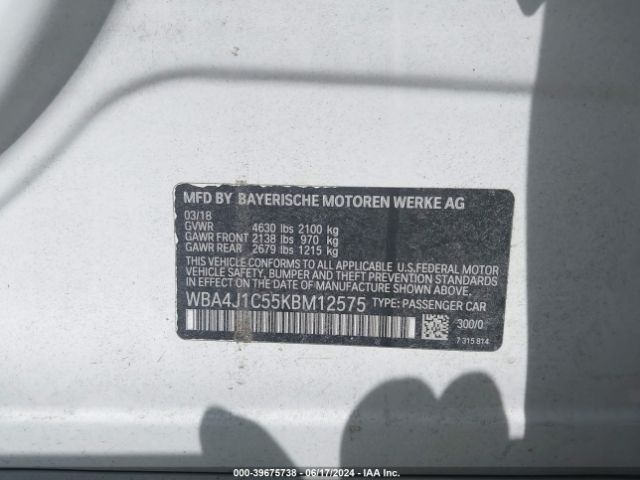 MFD BY BAYERISCHE MOTOREN WERKE AG
03/18
GVWR 4630 lbs 2100 kg
GAWR FRONT 2138 lbs 970 kg
GAWR REAR 2679 lbs 1215 kg
THIS VEHICLE CONFORMS TO ALL APPLICABLE U.S.FEDERAL MOTOR
VEHICLE SAFETY, BUMPER AND THEFT PREVENTION STANDARDS
IN EFFECT ON THE DATE OF MANUFACTURE SHOWN ABOVE.
WBA4J1C55KBM12575 TYPE: PASSENGER CAR
300/0
7 315 814
000-39675738 - 06/17/2024 - IAA Inc.